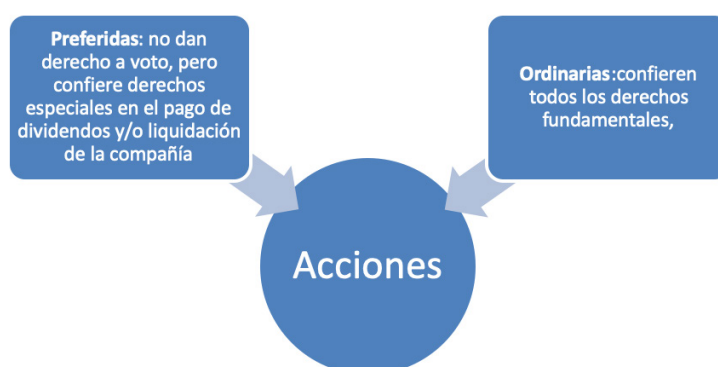 Preferidas: no dan
derecho a voto, pero
confiere derechos
especiales en el pago de
dividendos y/o liquidación
de la compañía
Ordinarias:confieren
todos los derechos
fundamentales,
Acciones